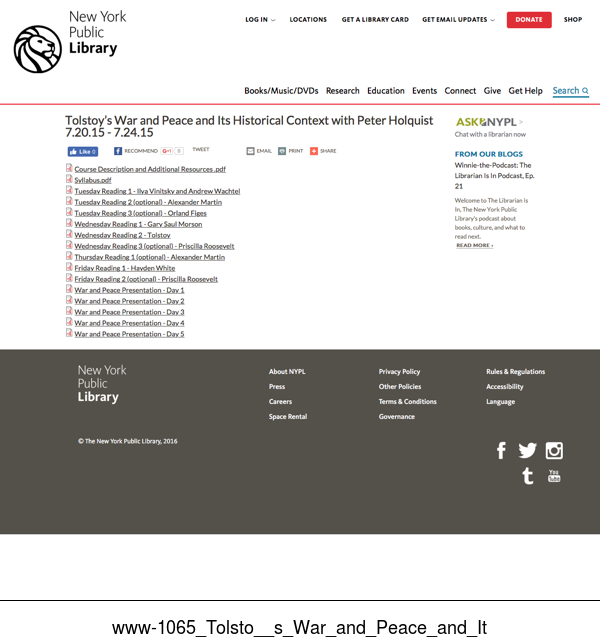 New York
Public
Library
LOG IN
LOCATIONS
GET A LIBRARY CARD
GET EMAIL UPDATES
DONATE
SHOP
Books/Music/DVDs Research Education Events Connect Give Get Help Search
Tolstoy's War and Peace and Its Historical Context with Peter Holquist
7.20.15 - 7.24.15
Like 0
RECOMMEND
G+1 0
TWEET
EMAIL
PRINT
SHARE
Course Description and Additional Resources .pdf
Syllabus.pdf
Tuesday Reading 1 - Ilya Vinitsky and Andrew Wachtel
Tuesday Reading 2 (optional) - Alexander Martin
Tuesday Reading 3 (optional) - Orland Figes
Wednesday Reading 1 - Gary Saul Morson
Wednesday Reading 2 - Tolstoy
Wednesday Reading 3 (optional) - Priscilla Roosevelt
Thursday Reading 1 (optional) - Alexander Martin
Friday Reading 1 - Hayden White
Friday Reading 2 (optional) - Priscilla Roosevelt
War and Peace Presentation - Day 1
War and Peace Presentation - Day 2
War and Peace Presentation - Day 3
War and Peace Presentation - Day 4
War and Peace Presentation - Day 5
ASK NYPL >
Chat with a librarian now
FROM OUR BLOGS
Winnie-the-Podcast: The
Librarian Is In Podcast, Ep.
21
Welcome to The Librarian Is
In, The New York Public
Library's podcast about
books, culture, and what to
read next.
READ MORE ›
New York
Public
Library
About NYPL
Press
Careers
Space Rental
Privacy Policy
Other Policies
Terms & Conditions
Governance
Rules & Regulations
Accessibility
Language
© The New York Public Library, 2016
You
Tube
www-1065_Tolsto__s_War_and_Peace_and_It